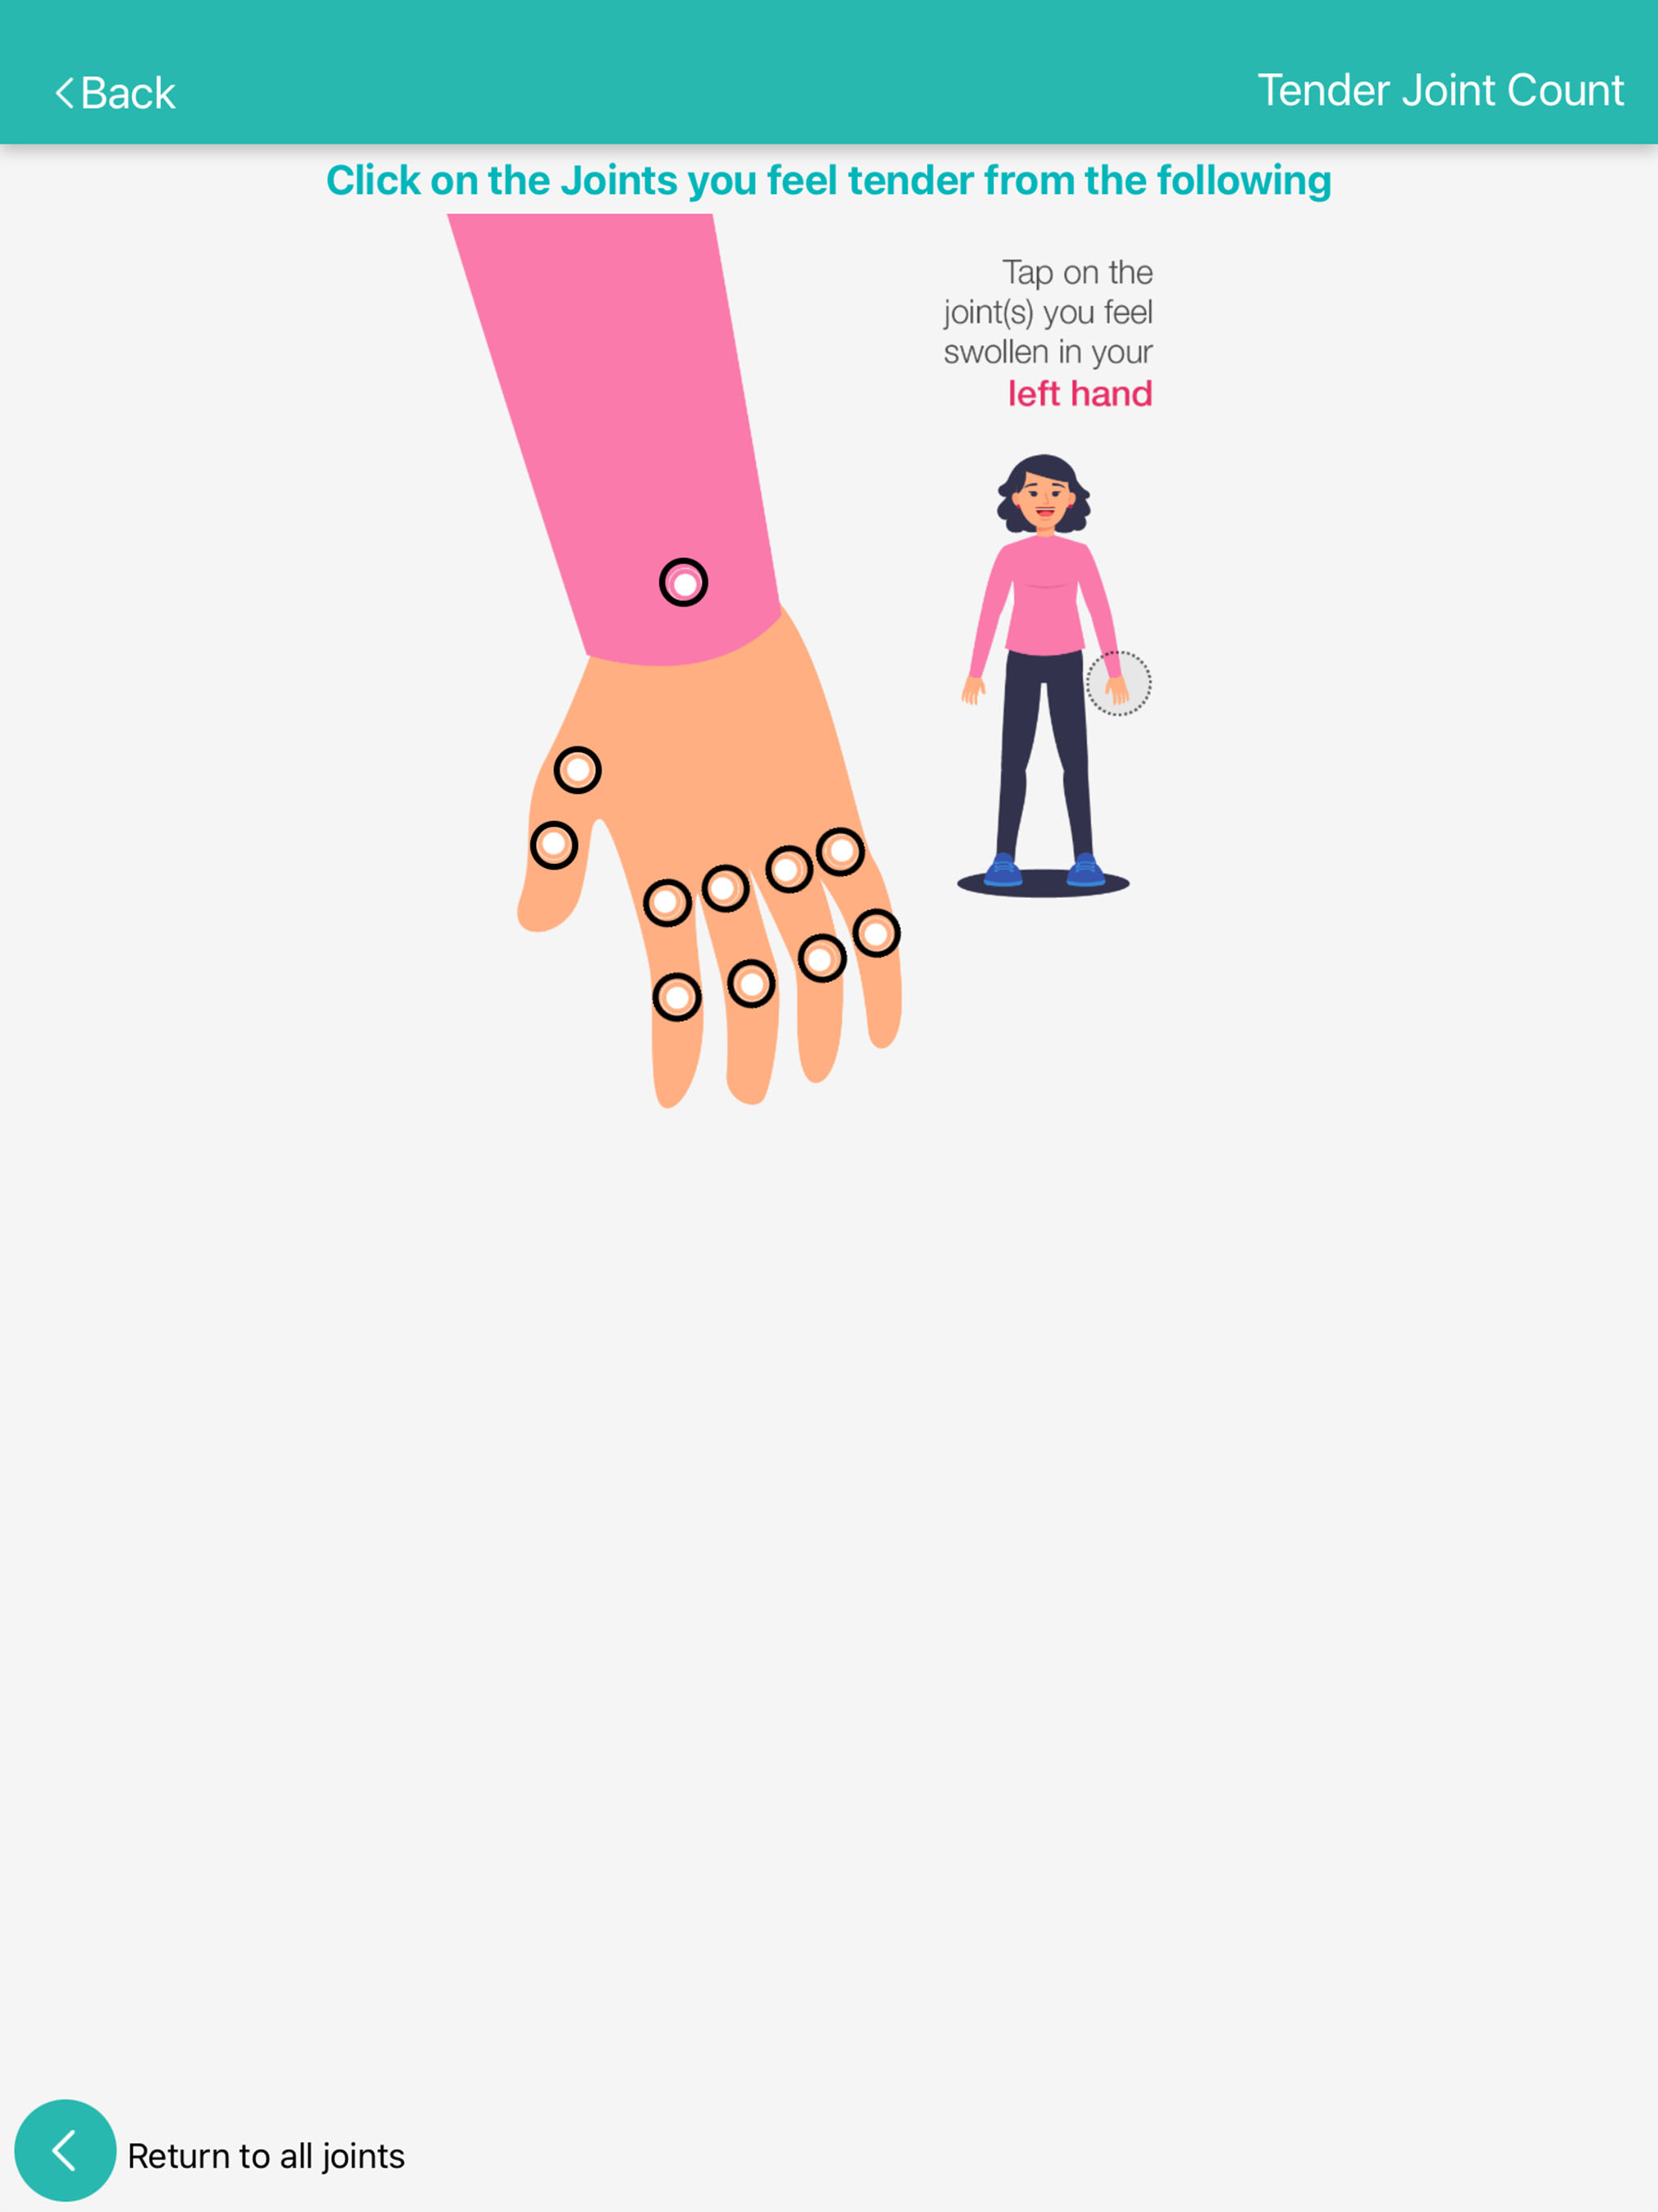 Back
Tender Joint Count
Click on the Joints you feel tender from the following
Tap on the
joint(s) you feel
swollen in your
left hand
Return to all joints